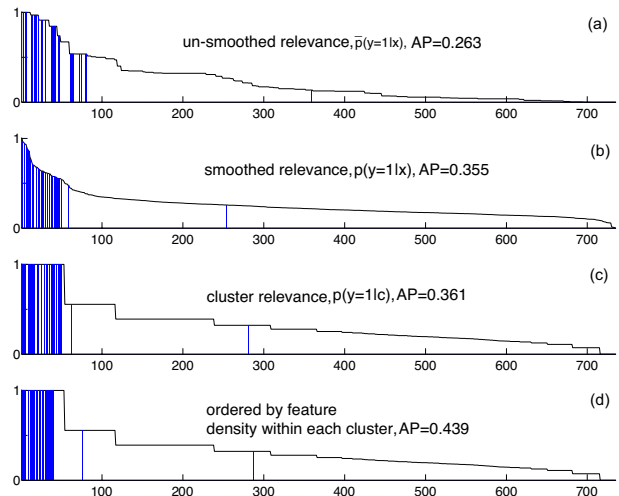 (a)
un-smoothed relevance, p̅(y=1|x), AP=0.263
1
0
100 200 300 400 500 600 700
(b)
smoothed relevance, p(y=1|x), AP=0.355
1
0
100 200 300 400 500 600 700
(c)
cluster relevance, p(y=1|c), AP=0.361
1
0
100 200 300 400 500 600 700
(d)
ordered by feature
density within each cluster, AP=0.439
1
0
100 200 300 400 500 600 700